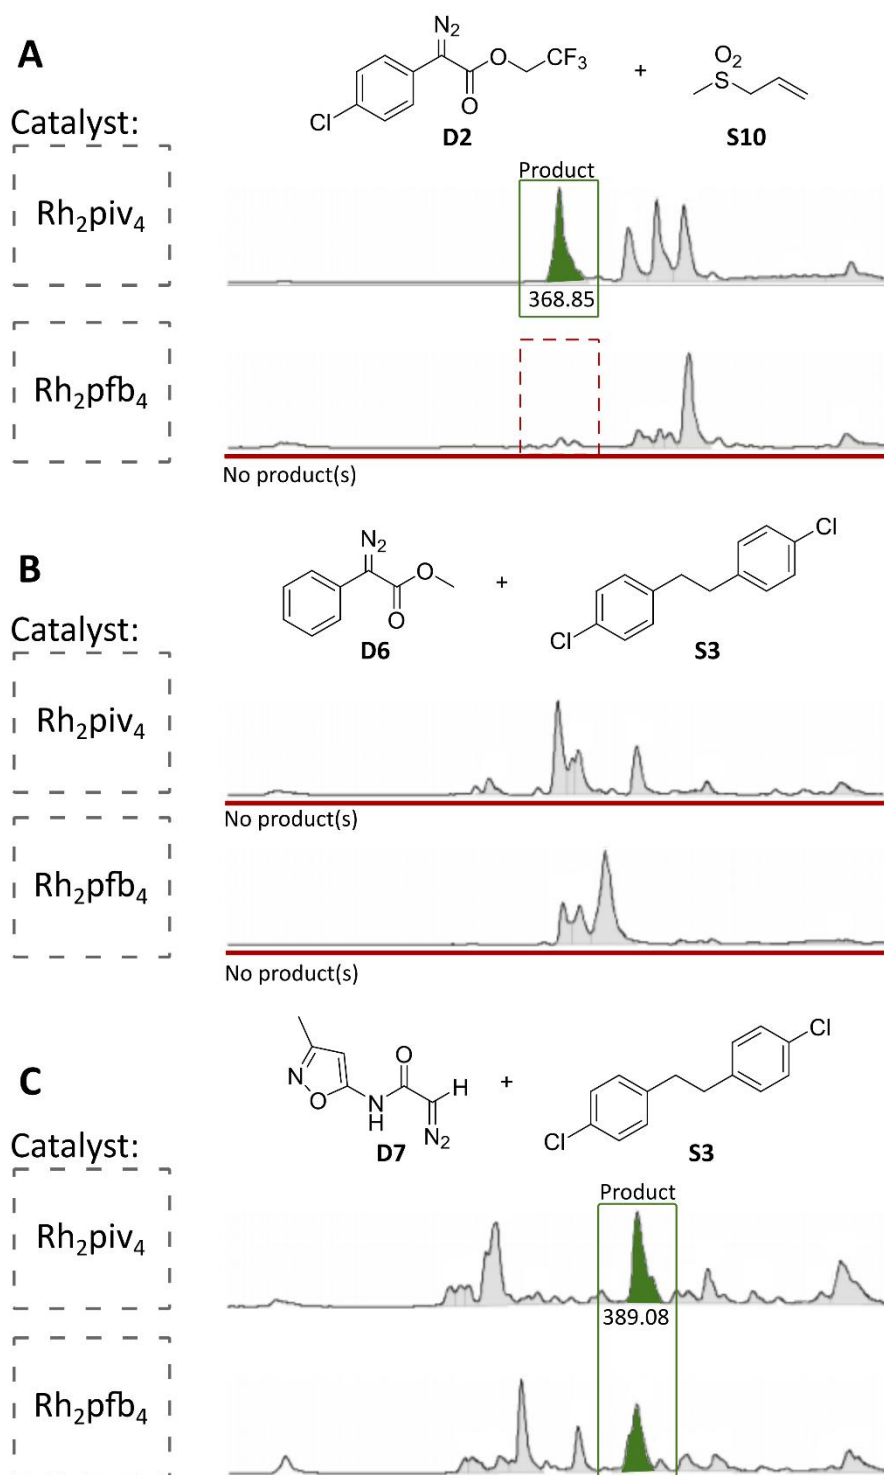 A
N₂
O
CF₃
O
Cl
D2
+
O₂
S
S10
Catalyst:
Product
Rh₂piv₄
368.85
Rh₂pfb₄
No product(s)
B
N₂
O
O
D6
+
Cl
Cl
S3
Catalyst:
Rh₂piv₄
No product(s)
Rh₂pfb₄
No product(s)
C
N
O
O
N
H
H
N₂
D7
+
Cl
Cl
S3
Catalyst:
Product
Rh₂piv₄
389.08
Rh₂pfb₄